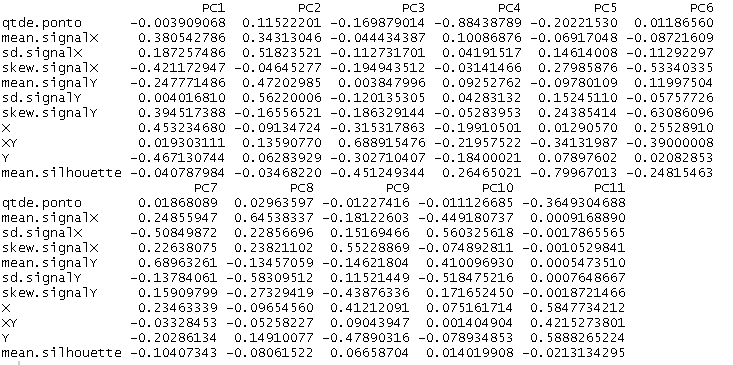 PC1 PC2 PC3 PC4 PC5 PC6
qtde.ponto -0.003909068 0.11522201 -0.169879014 -0.88438789 -0.20221530 0.01186560
mean.signalX 0.380542786 0.34313046 -0.044434387 0.10086876 -0.06917048 -0.08721609
sd.signalX 0.187257486 0.51823521 -0.112731701 0.04191517 0.14614008 -0.11292297
skew.signalX -0.421172947 -0.04645277 -0.194943512 -0.03141466 0.27985876 -0.53340335
mean.signalY -0.247771486 0.47202985 0.003847996 0.09252762 -0.09780109 0.11997504
sd.signalY 0.004016810 0.56220006 -0.120135305 0.04283132 0.15245110 -0.05757726
skew.signalY 0.394517388 -0.16556521 -0.186329144 -0.05283953 0.24385414 -0.63086096
X 0.453234680 -0.09134724 -0.315317863 -0.19910501 0.01290570 0.25528910
XY 0.019303111 0.13590770 0.688915476 -0.21957522 -0.34131987 -0.39000008
Y -0.467130744 0.06283929 -0.302710407 -0.18400021 0.07897602 0.02082853
mean.silhouette -0.040787984 -0.03468220 -0.451249344 0.26465021 -0.79967013 -0.24815463
PC7 PC8 PC9 PC10 PC11
qtde.ponto 0.01868089 0.02963597 -0.01227416 -0.011126685 -0.3649304688
mean.signalX 0.24855947 0.64538337 -0.18122603 -0.449180737 0.0009168890
sd.signalX -0.50849872 0.22856696 0.15169466 0.560325618 -0.0017865565
skew.signalX 0.22638075 0.23821102 0.55228869 -0.074892811 -0.0010529841
mean.signalY 0.68963261 -0.13457059 -0.14621804 0.410096930 0.0005473510
sd.signalY -0.13784061 -0.58309512 0.11521449 -0.518475216 0.0007648667
skew.signalY 0.15909799 -0.27329419 -0.43876336 0.171652450 -0.0018721466
X 0.23463339 -0.09654560 0.41212091 0.075161714 0.5847734212
XY -0.03328453 -0.05258227 0.09043947 0.001404904 0.4215273801
Y -0.20286134 0.14910077 -0.47890316 -0.078934853 0.5888265224
mean.silhouette -0.10407343 -0.08061522 0.06658704 0.014019908 -0.0213134295